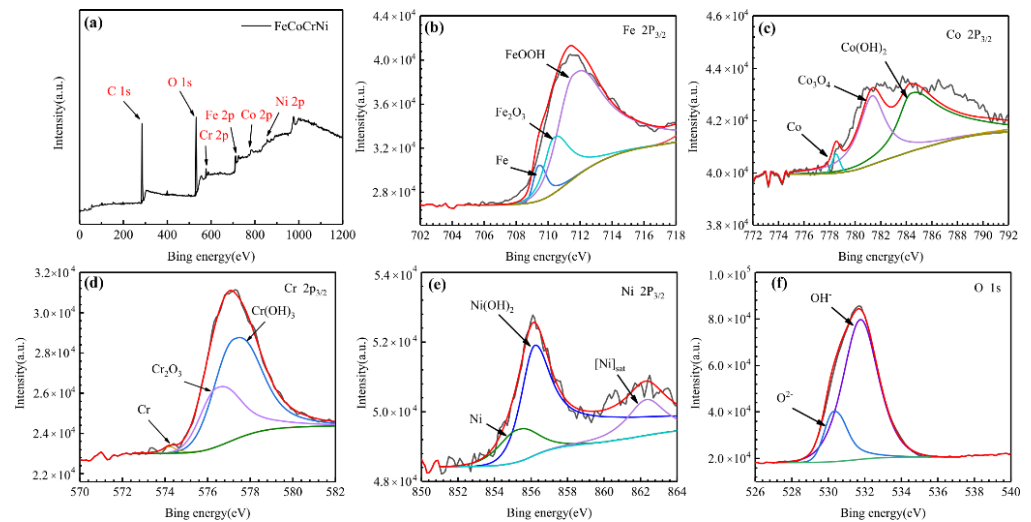 (a)
FeCoCrNi
C 1s
O 1s
Cr 2p
Fe 2p
Co 2p
Ni 2p
Intensity(a.u.)
0 200 400 600 800 1000 1200
Bing energy(eV)
(b)
Fe 2P₃/₂
FeOOH
Fe₂O₃
Fe
Intensity(a.u.)
4.0×10⁴
3.6×10⁴
3.2×10⁴
2.8×10⁴
702 704 706 708 710 712 714 716 718
Bing energy(eV)
(c)
Co 2P₃/₂
Co(OH)₂
Co₃O₄
Co
Intensity(a.u.)
4.6×10⁴
4.4×10⁴
4.2×10⁴
4.0×10⁴
3.8×10⁴
772 774 776 778 780 782 784 786 788 790 792
Bing energy(eV)
(d)
Cr 2p₃/₂
Cr(OH)₃
Cr₂O₃
Cr
Intensity(a.u.)
3.2×10⁴
3.0×10⁴
2.8×10⁴
2.6×10⁴
2.4×10⁴
2.2×10⁴
570 572 574 576 578 580 582
Bing energy(eV)
(e)
Ni 2P₃/₂
Ni(OH)₂
[Ni]sat
Ni
Intensity(a.u.)
5.4×10⁴
5.2×10⁴
5.0×10⁴
4.8×10⁴
850 852 854 856 858 860 862 864
Bing energy(eV)
(f)
O 1s
OH⁻
O²⁻
Intensity(a.u.)
1.0×10⁵
8.0×10⁴
6.0×10⁴
4.0×10⁴
2.0×10⁴
526 528 530 532 534 536 538 540
Bing energy(eV)